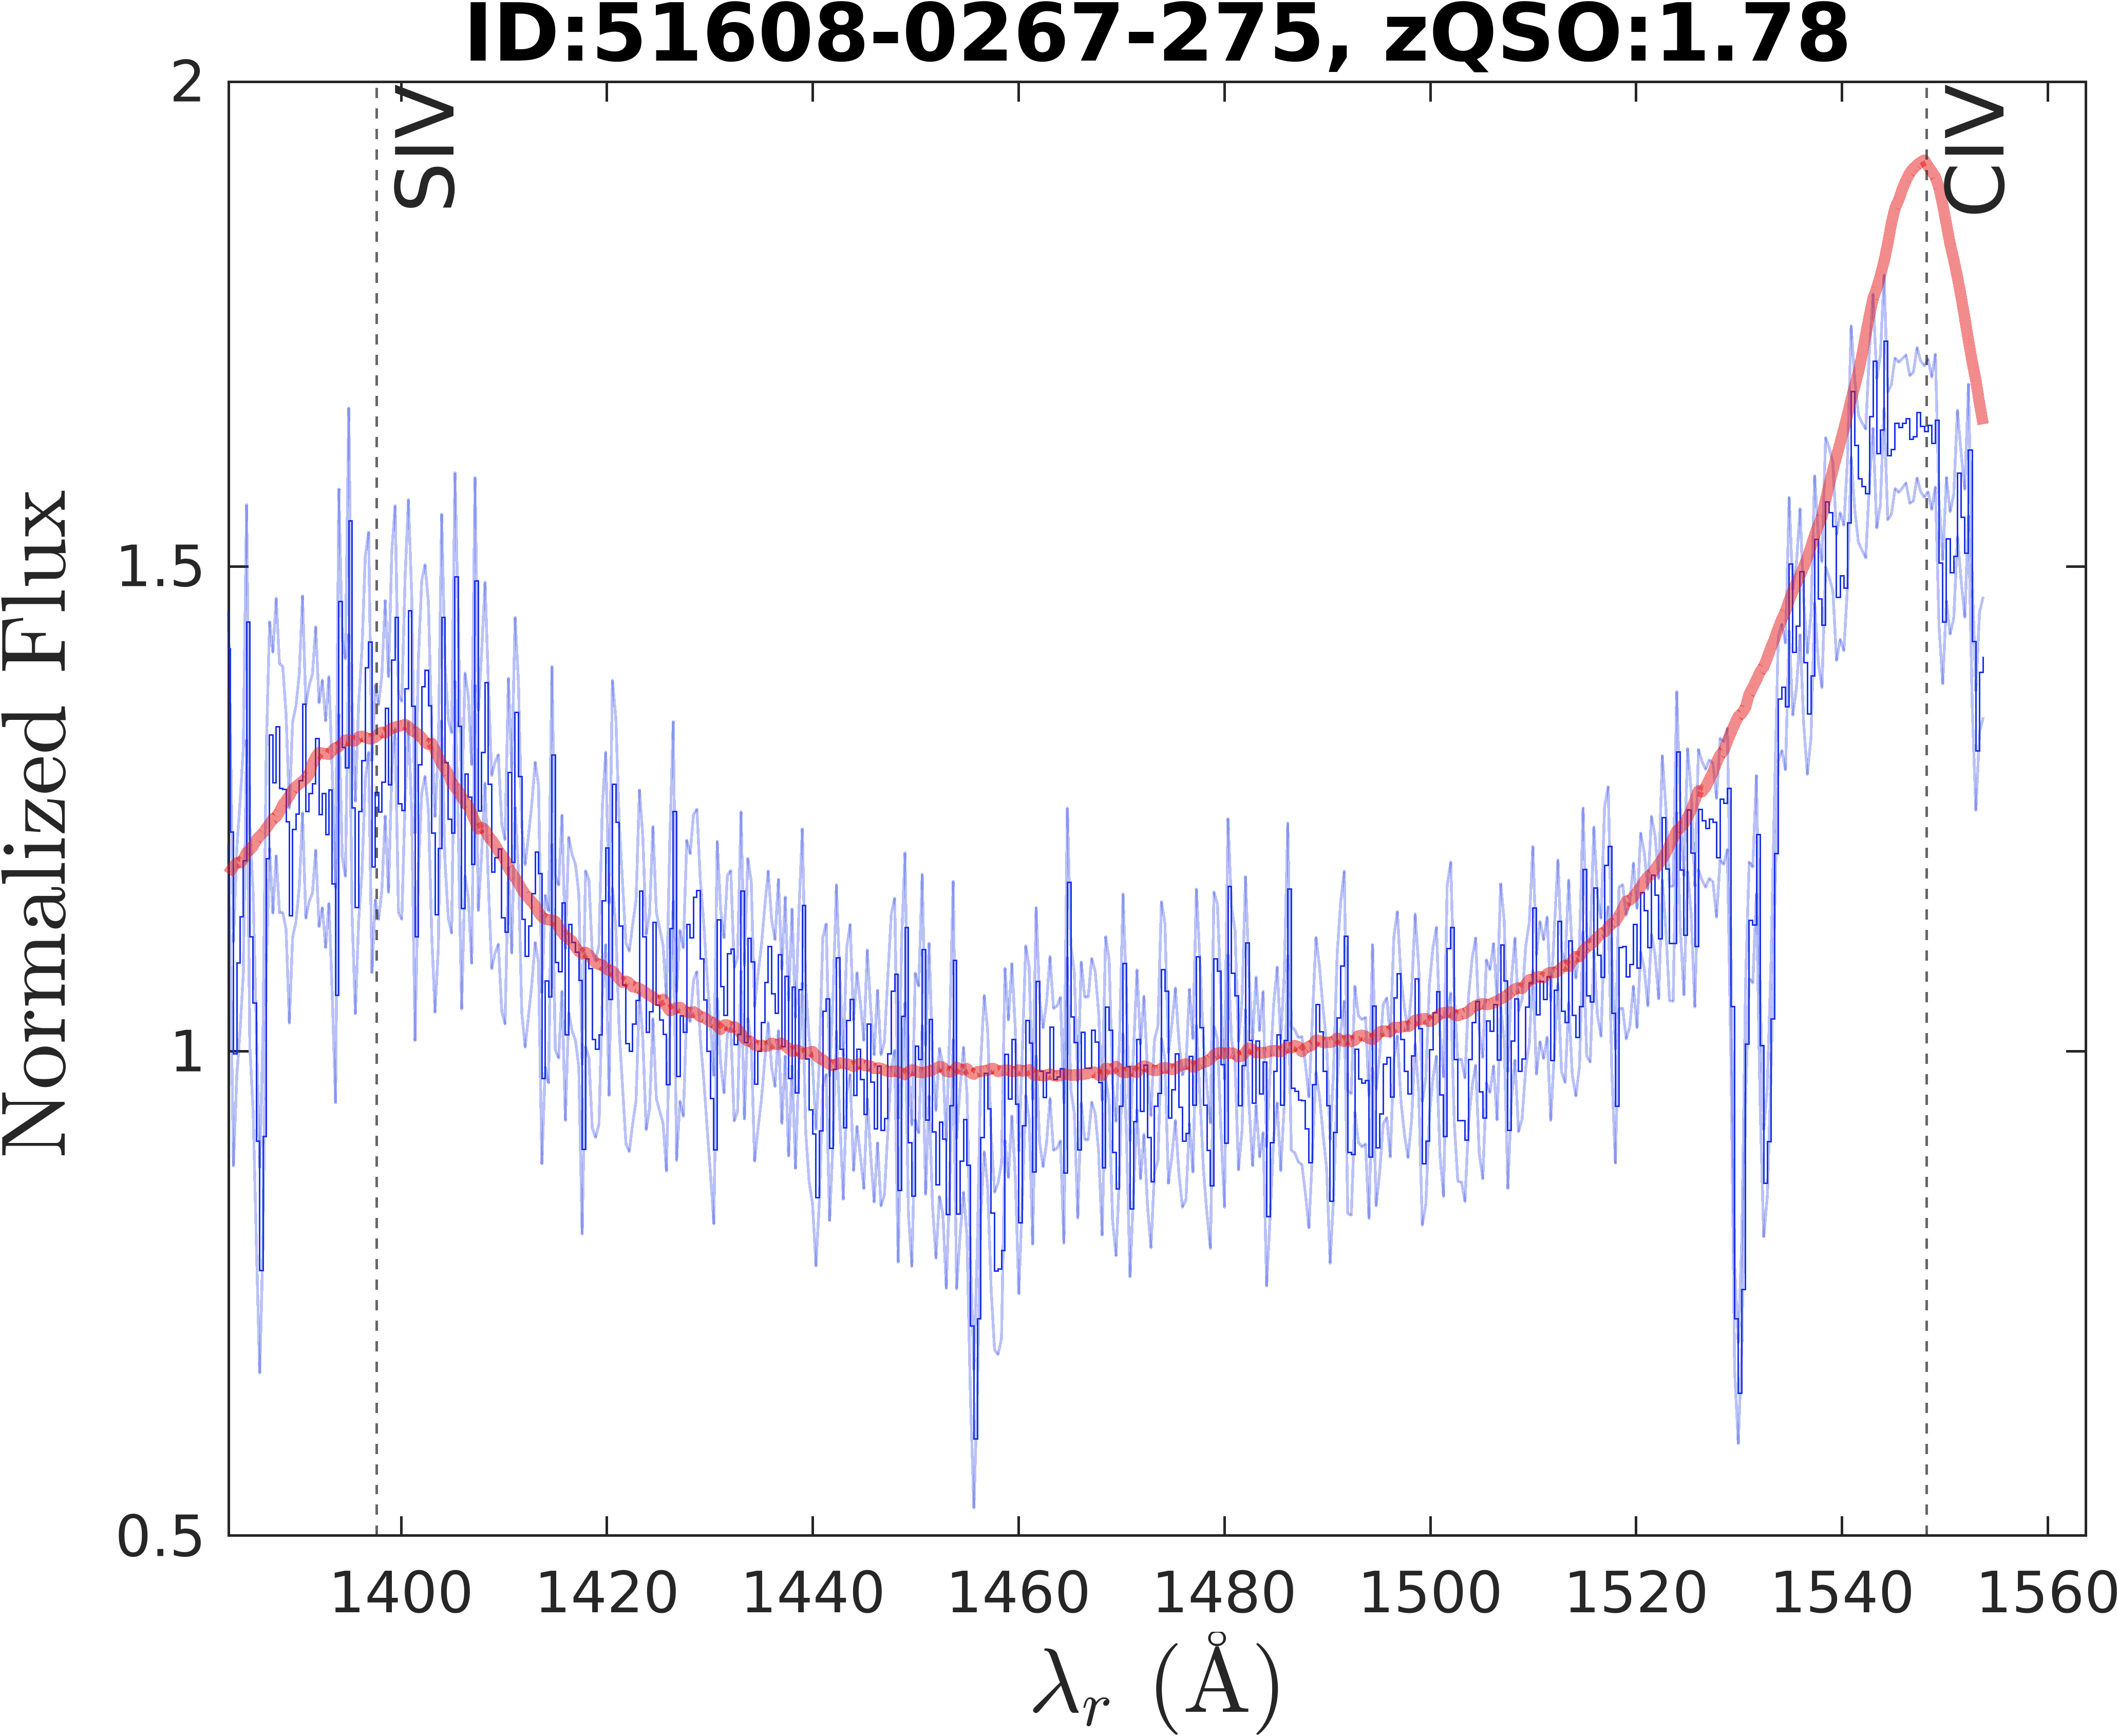 ID:51608-0267-275, zQSO:1.78
2
1.5
1
0.5
Normalized Flux
SIV
CIV
1400 1420 1440 1460 1480 1500 1520 1540 1560
λr (Å)